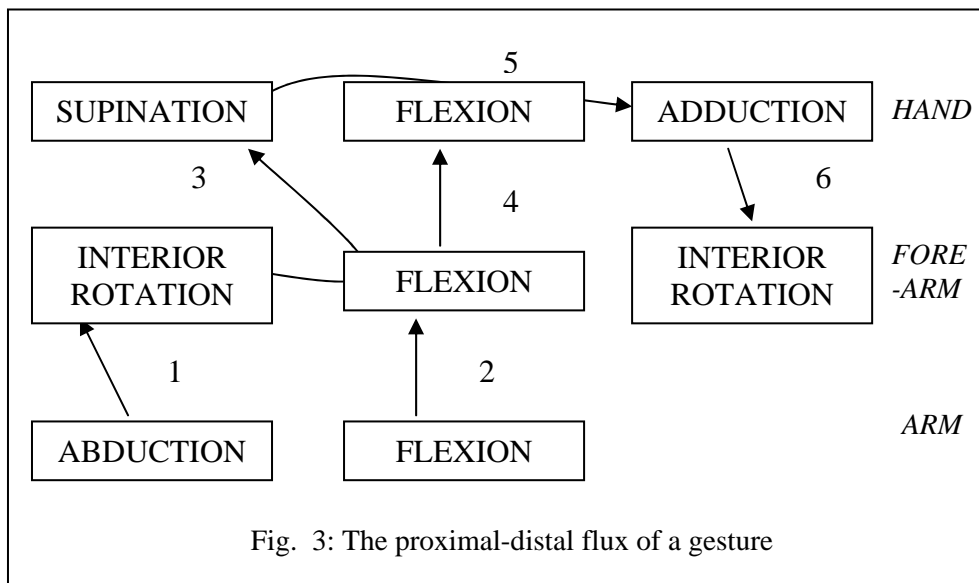 5
SUPINATION FLEXION ADDUCTION HAND
3 4 6
INTERIOR ROTATION FLEXION INTERIOR ROTATION FORE
-ARM
1 2
ABDUCTION FLEXION ARM
Fig. 3: The proximal-distal flux of a gesture